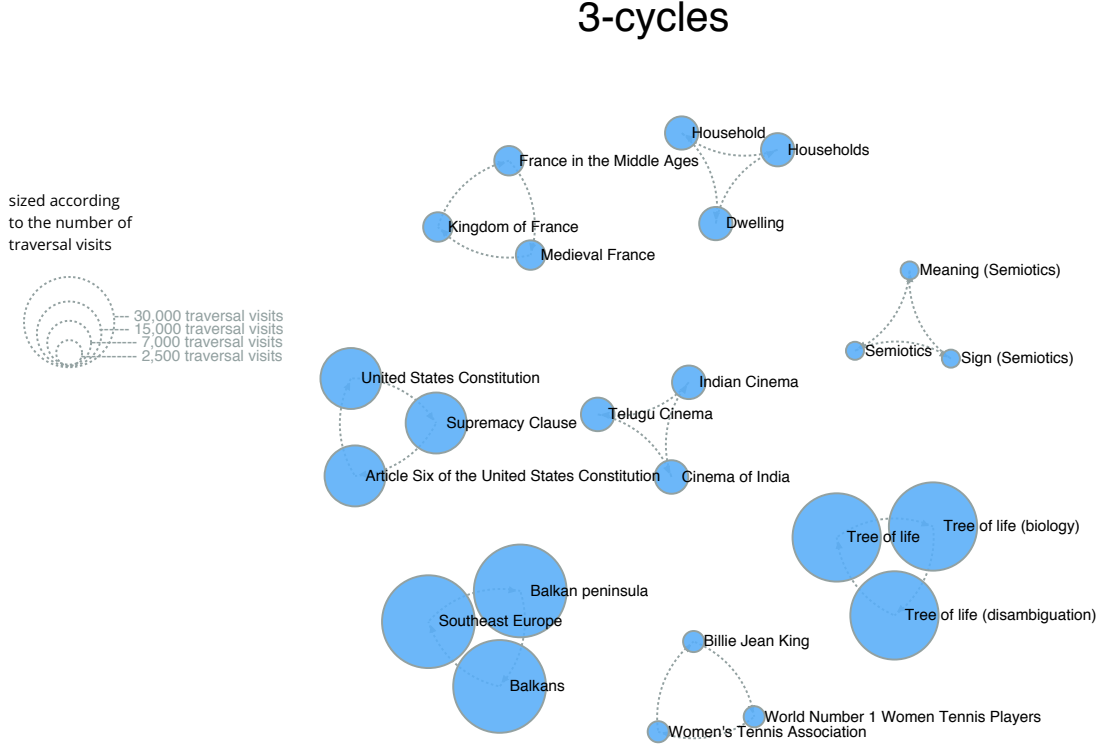 3-cycles
Household
Households
France in the Middle Ages
Dwelling
Kingdom of France
Medieval France
sized according
to the number of
traversal visits
30,000 traversal visits
15,000 traversal visits
7,000 traversal visits
2,500 traversal visits
Meaning (Semiotics)
Semiotics
Sign (Semiotics)
United States Constitution
Supremacy Clause
Article Six of the United States Constitution
Indian Cinema
Telugu Cinema
Cinema of India
Tree of life
Tree of life (biology)
Tree of life (disambiguation)
Balkan peninsula
Southeast Europe
Balkans
Billie Jean King
World Number 1 Women Tennis Players
Women's Tennis Association